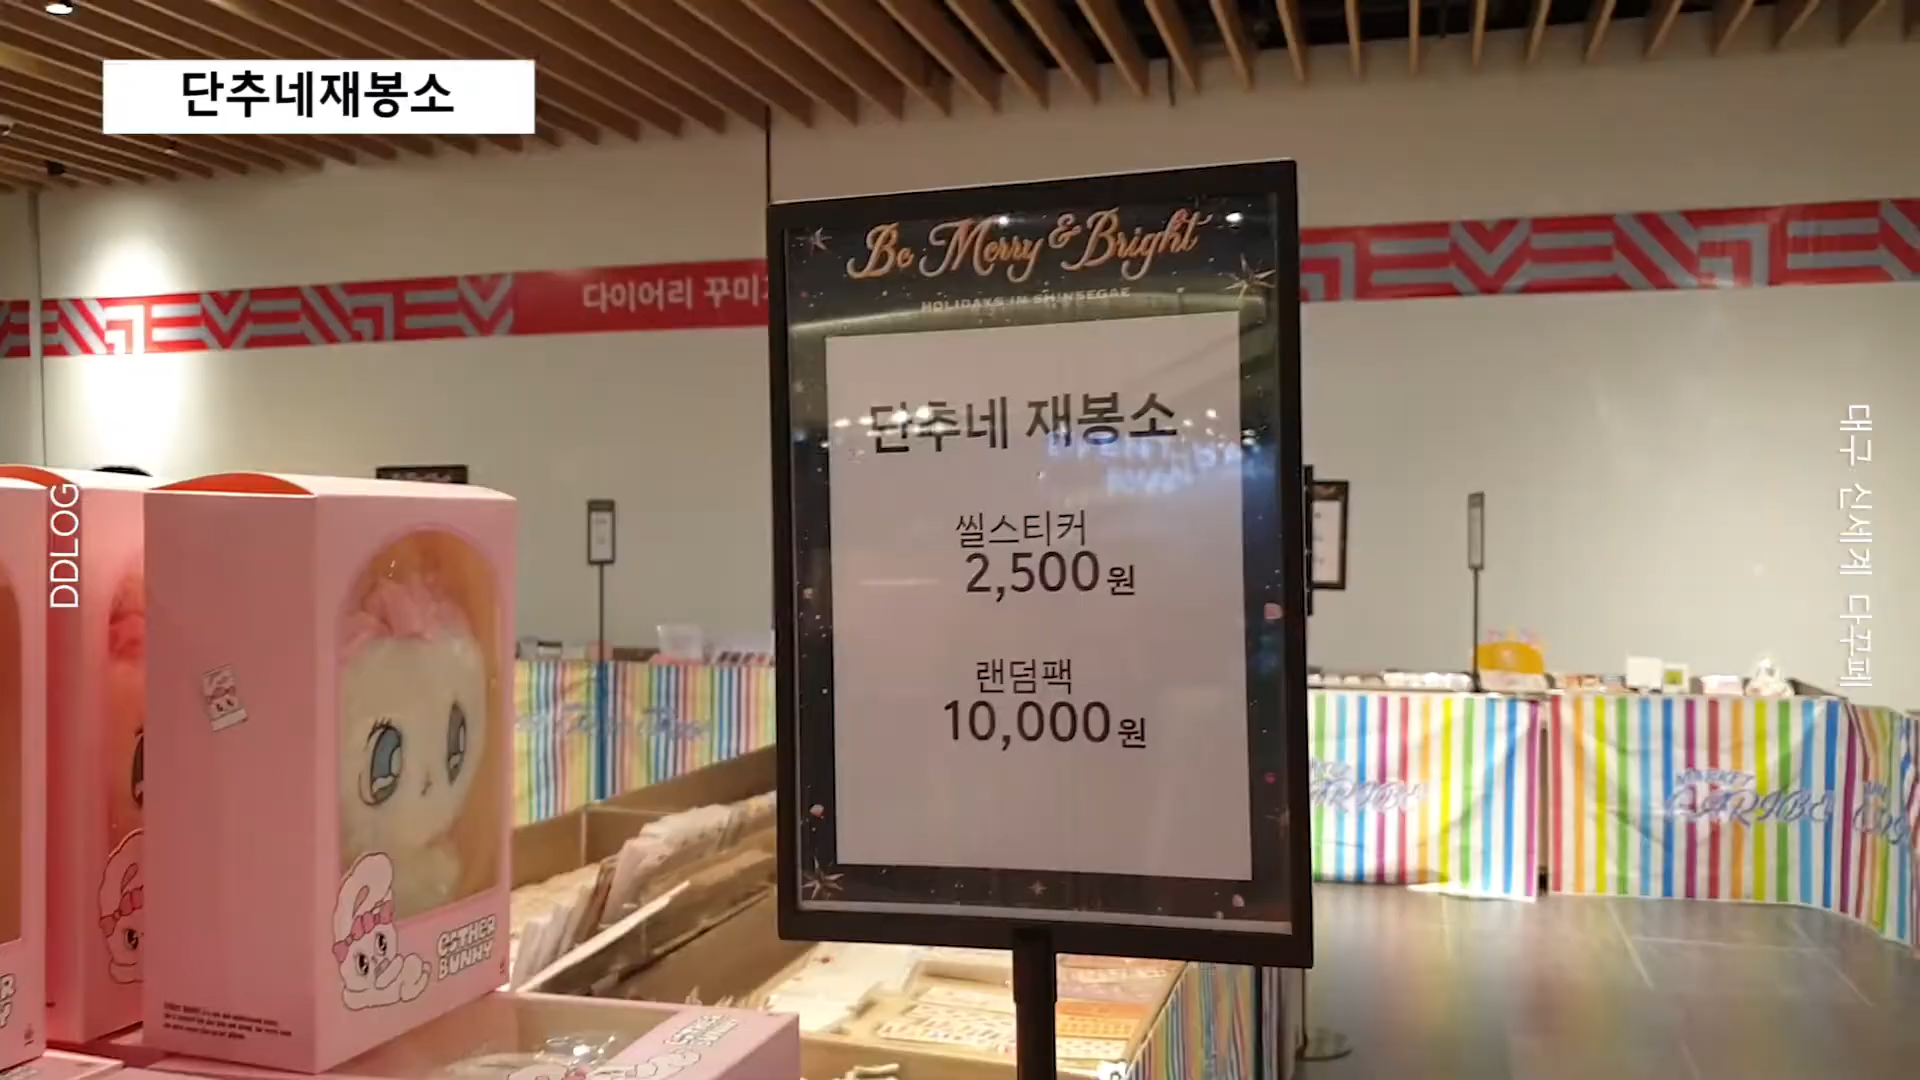 단추네재봉소
Be Merry & Bright
HOLIDAYS IN SHINSEGAE
다이어리 꾸미
단추네 재봉소
씰스티커
2,500원
랜덤팩
10,000원
DDLOG
대구 신세계 다꾸페
ESTHER
BUNNY
MARKET
CARIBE